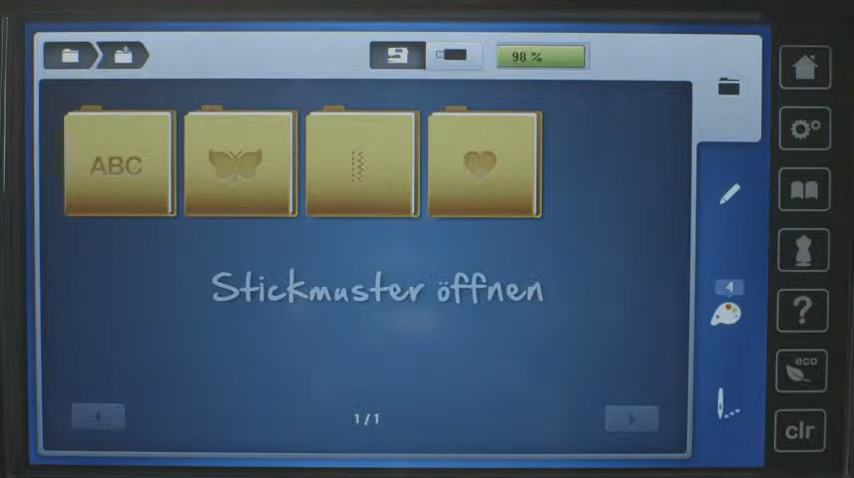 98 %
ABC
Stickmuster öffnen
4
1/1
?
eco
clr